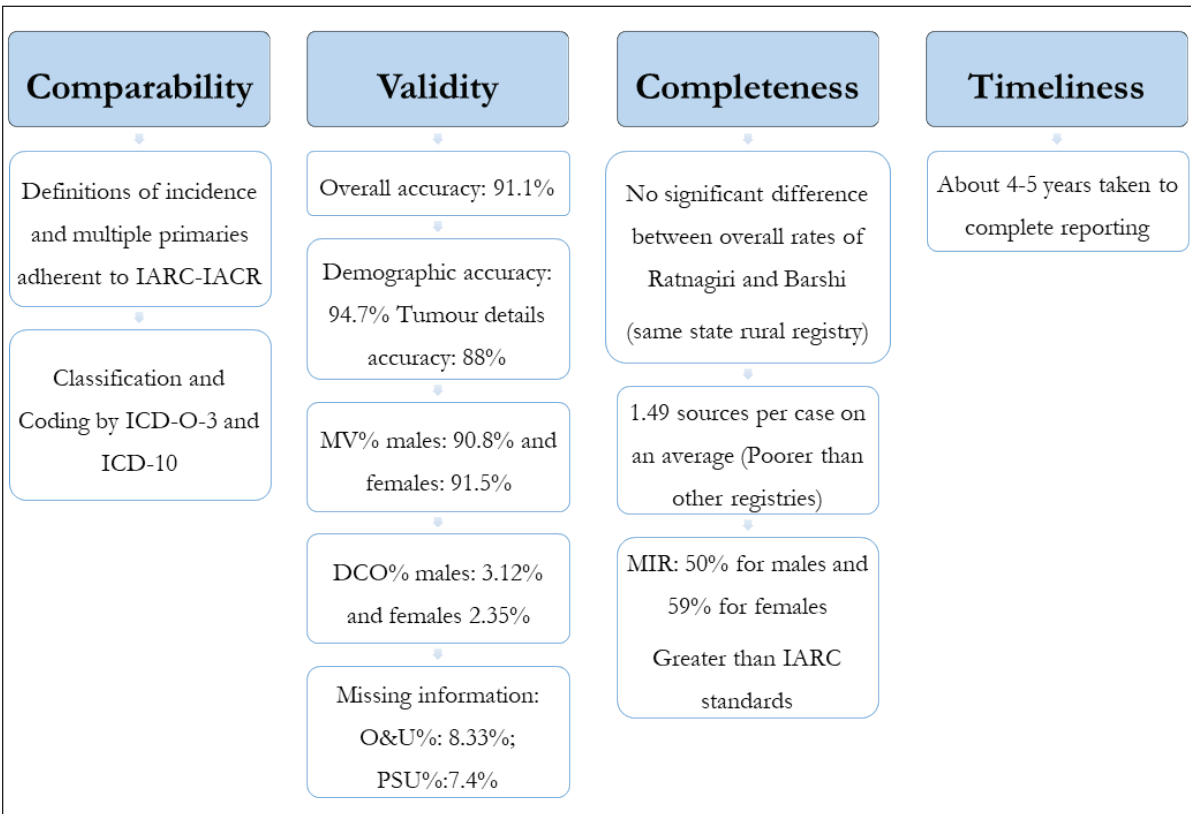 Comparability
Definitions of incidence
and multiple primaries
adherent to IARC-IACR
Classification and
Coding by ICD-O-3 and
ICD-10
Validity
Overall accuracy: 91.1%
Demographic accuracy:
94.7% Tumour details
accuracy: 88%
MV% males: 90.8% and
females: 91.5%
DCO% males: 3.12%
and females 2.35%
Missing information:
O&U%: 8.33%;
PSU%:7.4%
Completeness
No significant difference
between overall rates of
Ratnagiri and Barshi
(same state rural registry)
1.49 sources per case on
an average (Poorer than
other registries)
MIR: 50% for males and
59% for females
Greater than IARC
standards
Timeliness
About 4-5 years taken to
complete reporting